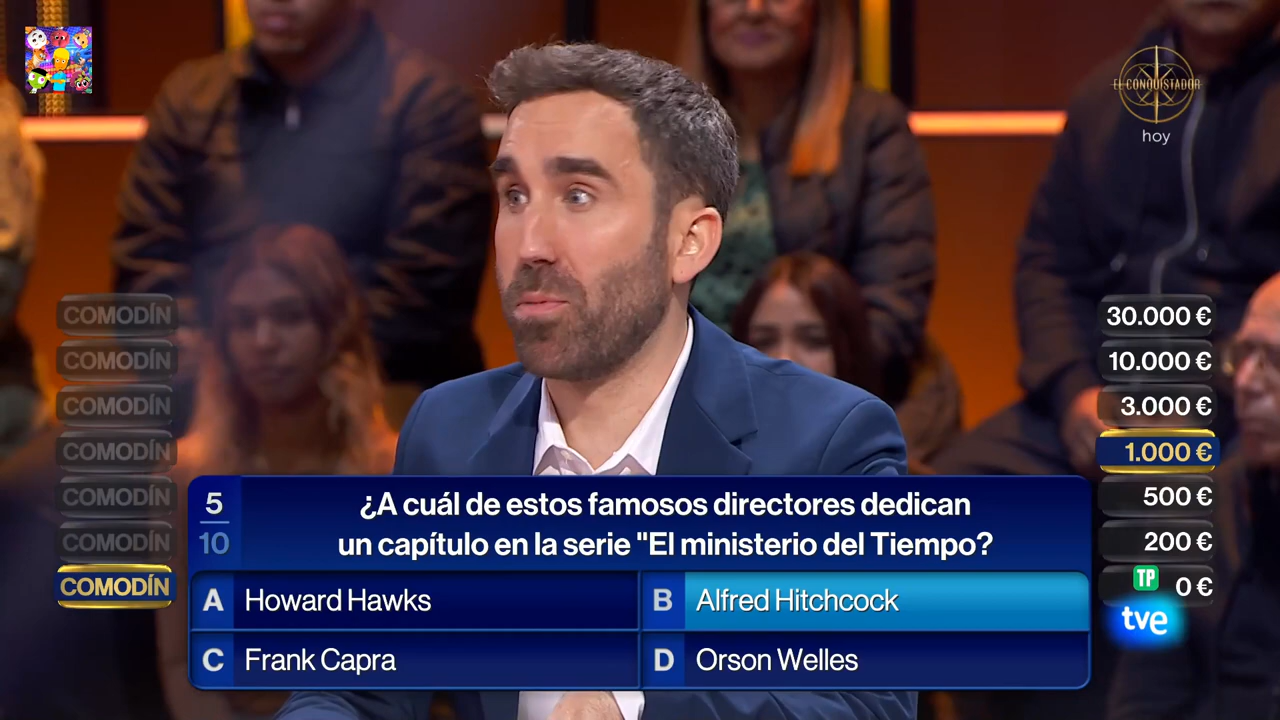 EL CONQUISTADOR
hoy
COMODÍN
COMODÍN
COMODÍN
COMODÍN
COMODÍN
COMODÍN
COMODÍN
30.000 €
10.000 €
3.000 €
1.000 €
500 €
200 €
TP 0 €
tve
5
10
¿A cuál de estos famosos directores dedican
un capítulo en la serie "El ministerio del Tiempo?
A Howard Hawks
B Alfred Hitchcock
C Frank Capra
D Orson Welles